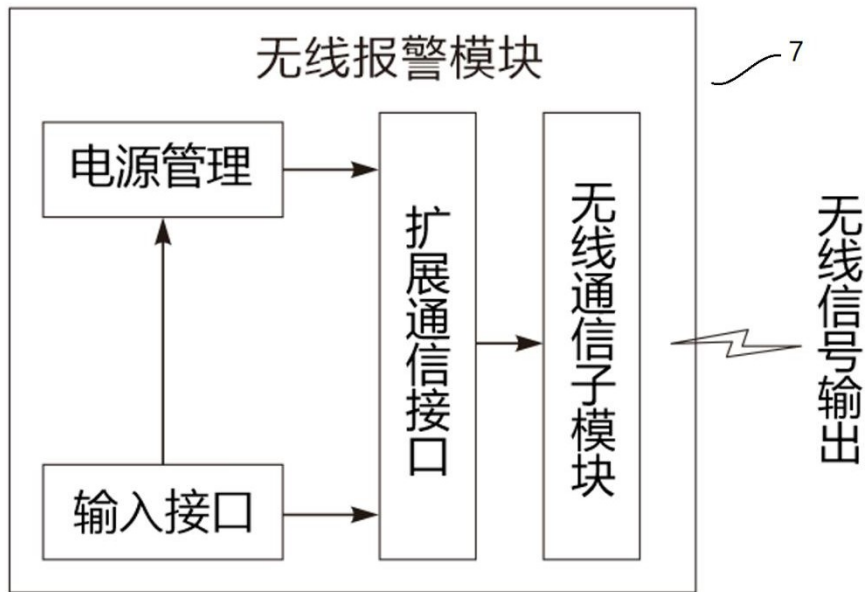 无线报警模块
7
电源管理
扩展通信接口
无线通信子模块
无线信号输出
输入接口